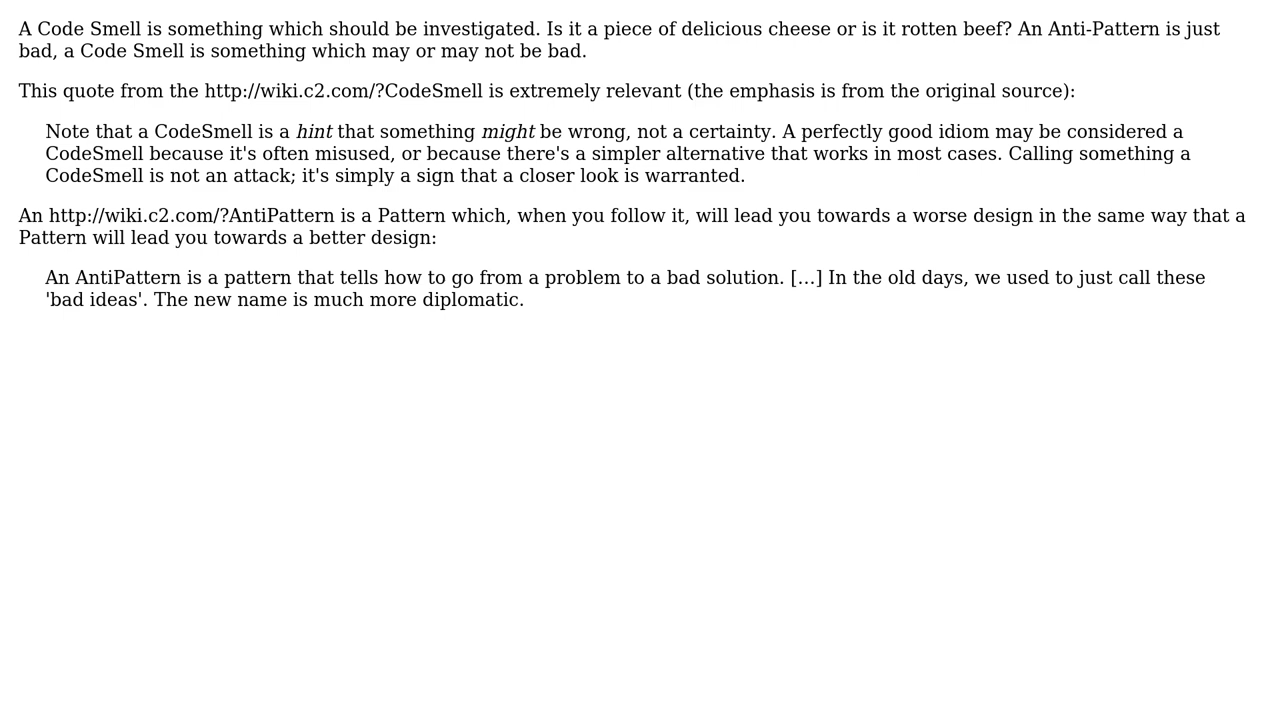 A Code Smell is something which should be investigated. Is it a piece of delicious cheese or is it rotten beef? An Anti-Pattern is just
bad, a Code Smell is something which may or may not be bad.
This quote from the http://wiki.c2.com/?CodeSmell is extremely relevant (the emphasis is from the original source):
Note that a CodeSmell is a hint that something might be wrong, not a certainty. A perfectly good idiom may be considered a
CodeSmell because it's often misused, or because there's a simpler alternative that works in most cases. Calling something a
CodeSmell is not an attack; it's simply a sign that a closer look is warranted.
An http://wiki.c2.com/?AntiPattern is a Pattern which, when you follow it, will lead you towards a worse design in the same way that a
Pattern will lead you towards a better design:
An AntiPattern is a pattern that tells how to go from a problem to a bad solution. […] In the old days, we used to just call these
'bad ideas'. The new name is much more diplomatic.